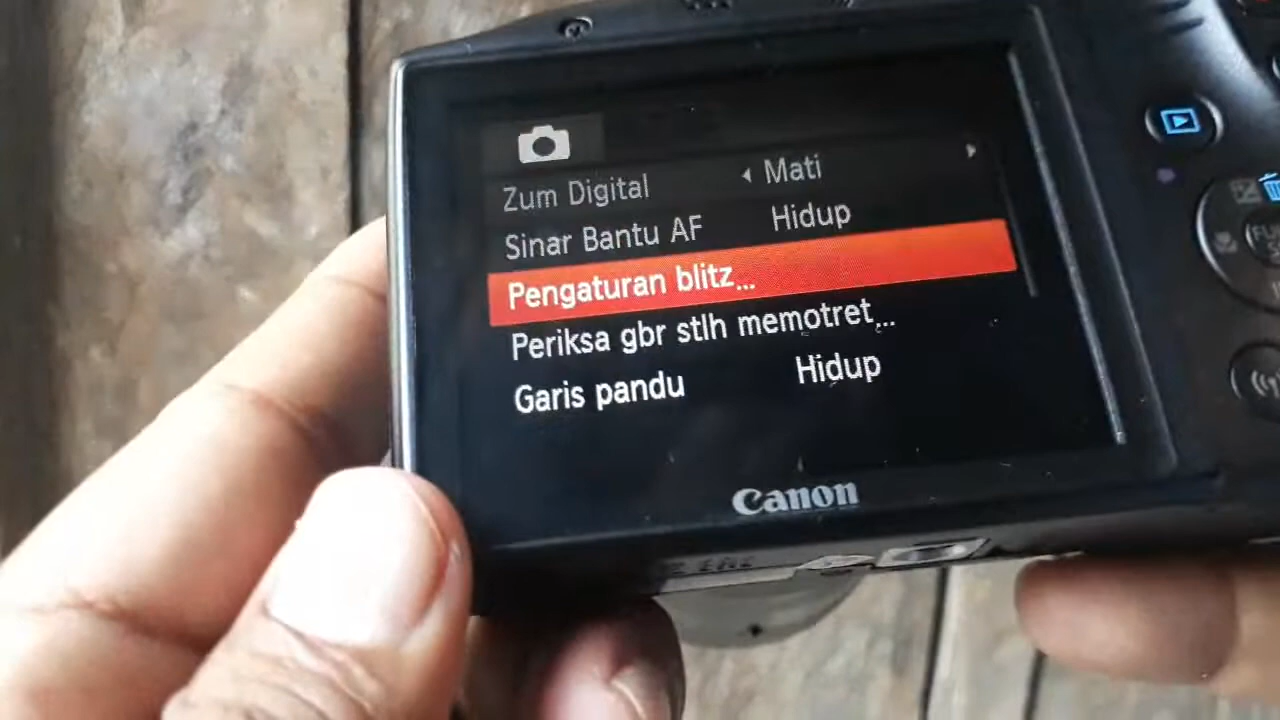 Zum Digital Mati
Sinar Bantu AF Hidup
Pengaturan blitz...
Periksa gbr stlh memotret...
Garis pandu Hidup
Canon